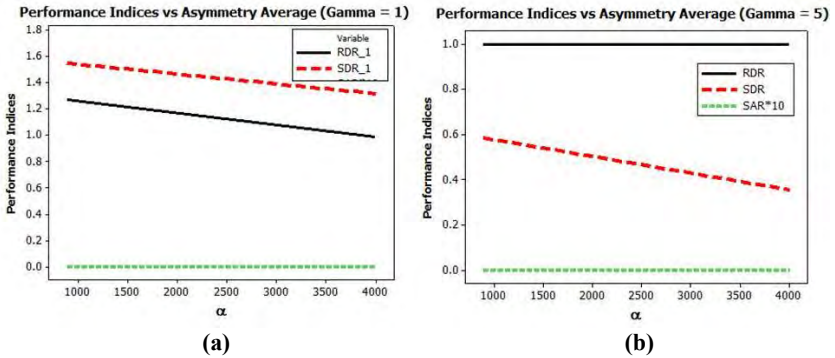 Performance Indices vs Asymmetry Average (Gamma = 1)
1.8
1.6
1.4
1.2
1.0
0.8
0.6
0.4
0.2
0.0
Performance Indices
Variable
RDR_1
SDR_1
1000 1500 2000 2500 3000 3500 4000
α
(a)
Performance Indices vs Asymmetry Average (Gamma = 5)
1.0
0.8
0.6
0.4
0.2
0.0
Performance Indices
RDR
SDR
SAR*10
1000 1500 2000 2500 3000 3500 4000
α
(b)